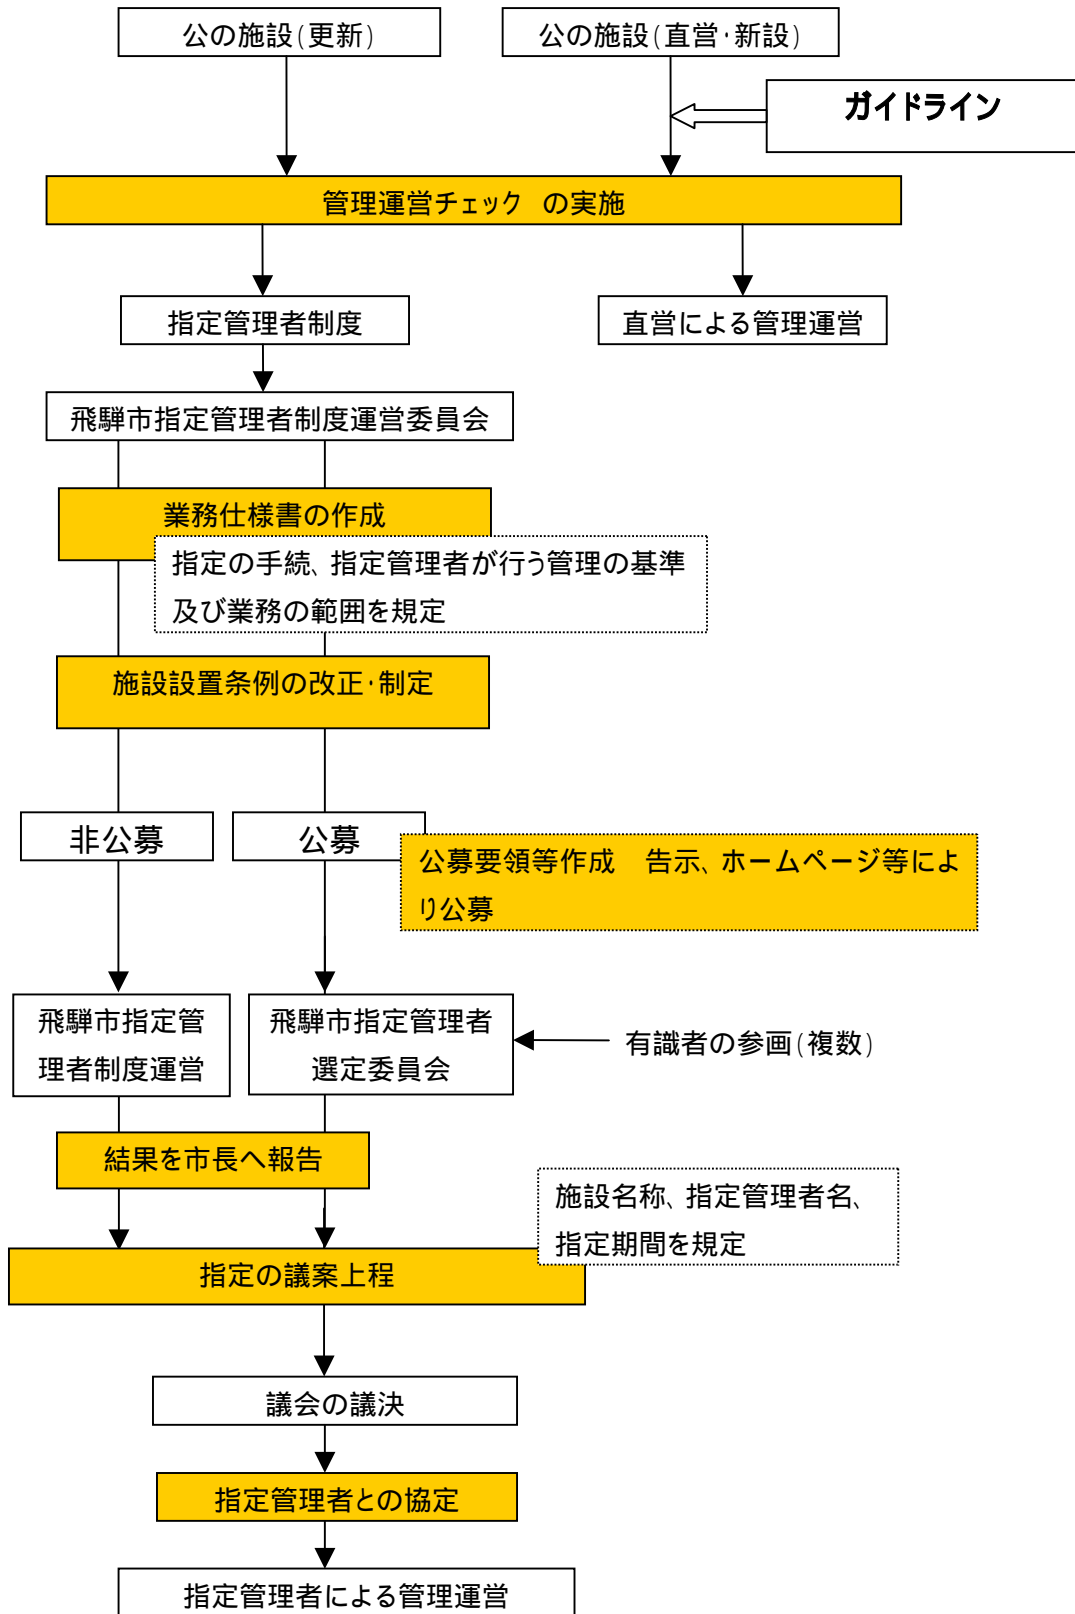 公の施設(更新)
公の施設(直営・新設)
ガイドライン
管理運営チェック　の実施
指定管理者制度
直営による管理運営
飛騨市指定管理者制度運営委員会
業務仕様書の作成
指定の手続、指定管理者が行う管理の基準
及び業務の範囲を規定
施設設置条例の改正・制定
非公募
公募
公募要領等作成　告示、ホームページ等によ
り公募
飛騨市指定管
理者制度運営
飛騨市指定管理者
選定委員会
有識者の参画(複数)
結果を市長へ報告
施設名称、指定管理者名、
指定期間を規定
指定の議案上程
議会の議決
指定管理者との協定
指定管理者による管理運営